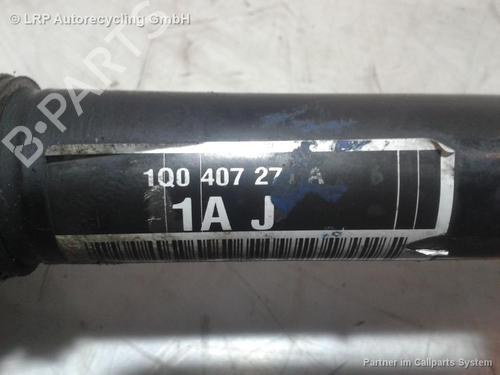 © LRP Autorecycling GmbH
B-PARTS
1Q0 407 27 A
1A J
Partner im Callparts System